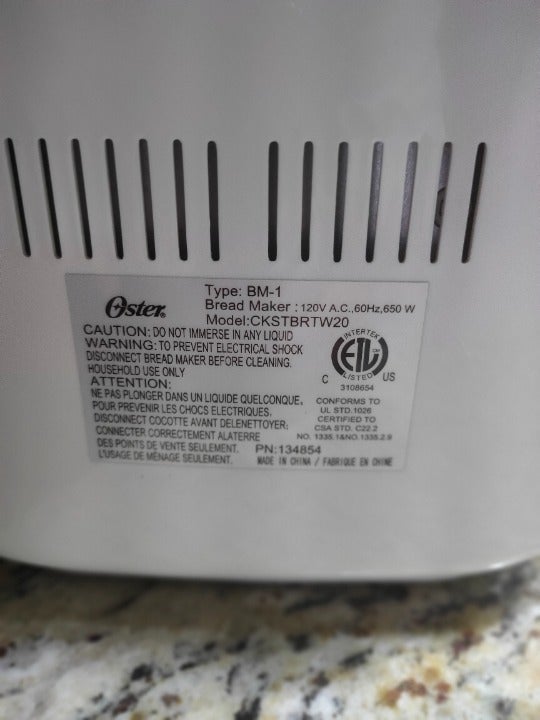 Oster
Type: BM-1
Bread Maker : 120V A.C.,60Hz,650 W
Model:CKSTBRTW20
CAUTION: DO NOT IMMERSE IN ANY LIQUID
WARNING: TO PREVENT ELECTRICAL SHOCK
DISCONNECT BREAD MAKER BEFORE CLEANING.
HOUSEHOLD USE ONLY
ATTENTION:
NE PAS PLONGER DANS UN LIQUIDE QUELCONQUE,
POUR PREVENIR LES CHOCS ELECTRIQUES,
DISCONNECT COCOTTE AVANT DELENETTOYER;
CONNECTER CORRECTEMENT ALATERRE
DES POINTS DE VENTE SEULEMENT.
L'USAGE DE MÉNAGE SEULEMENT.
INTERTEK
ETL
LISTED
C US
3108654
CONFORMS TO
UL STD.1026
CERTIFIED TO
CSA STD. C22.2
NO. 1335.1&NO.1335.2.9
PN:134854
MADE IN CHINA / FABRIQUE EN CHINE